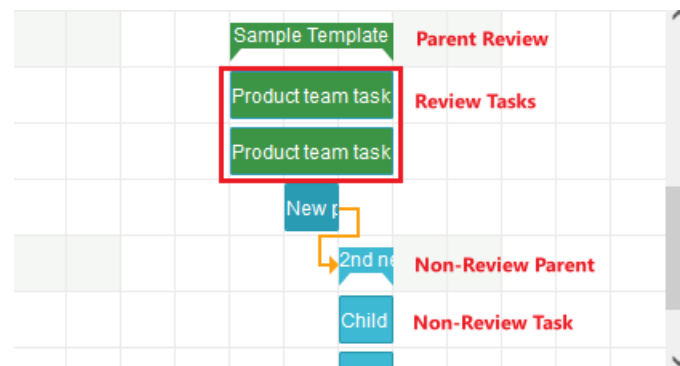 Sample Template Parent Review
Product team task Review Tasks
Product team task
New
2nd Non-Review Parent
Child Non-Review Task